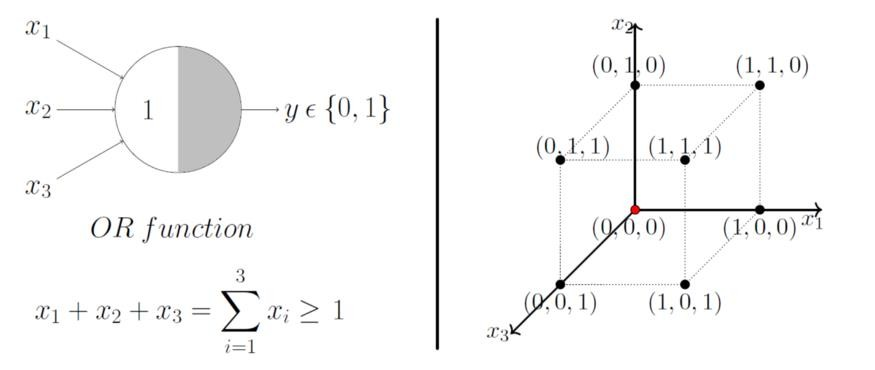 x₁
x₂
1
y ϵ {0, 1}
x₃
OR function
x₁ + x₂ + x₃ = ∑ xᵢ ≥ 1
3
i=1
x₂
(0, 1, 0)
(1, 1, 0)
(0, 1, 1)
(1, 1, 1)
(0, 0, 0)
(1, 0, 0)
x₁
(0, 0, 1)
(1, 0, 1)
x₃